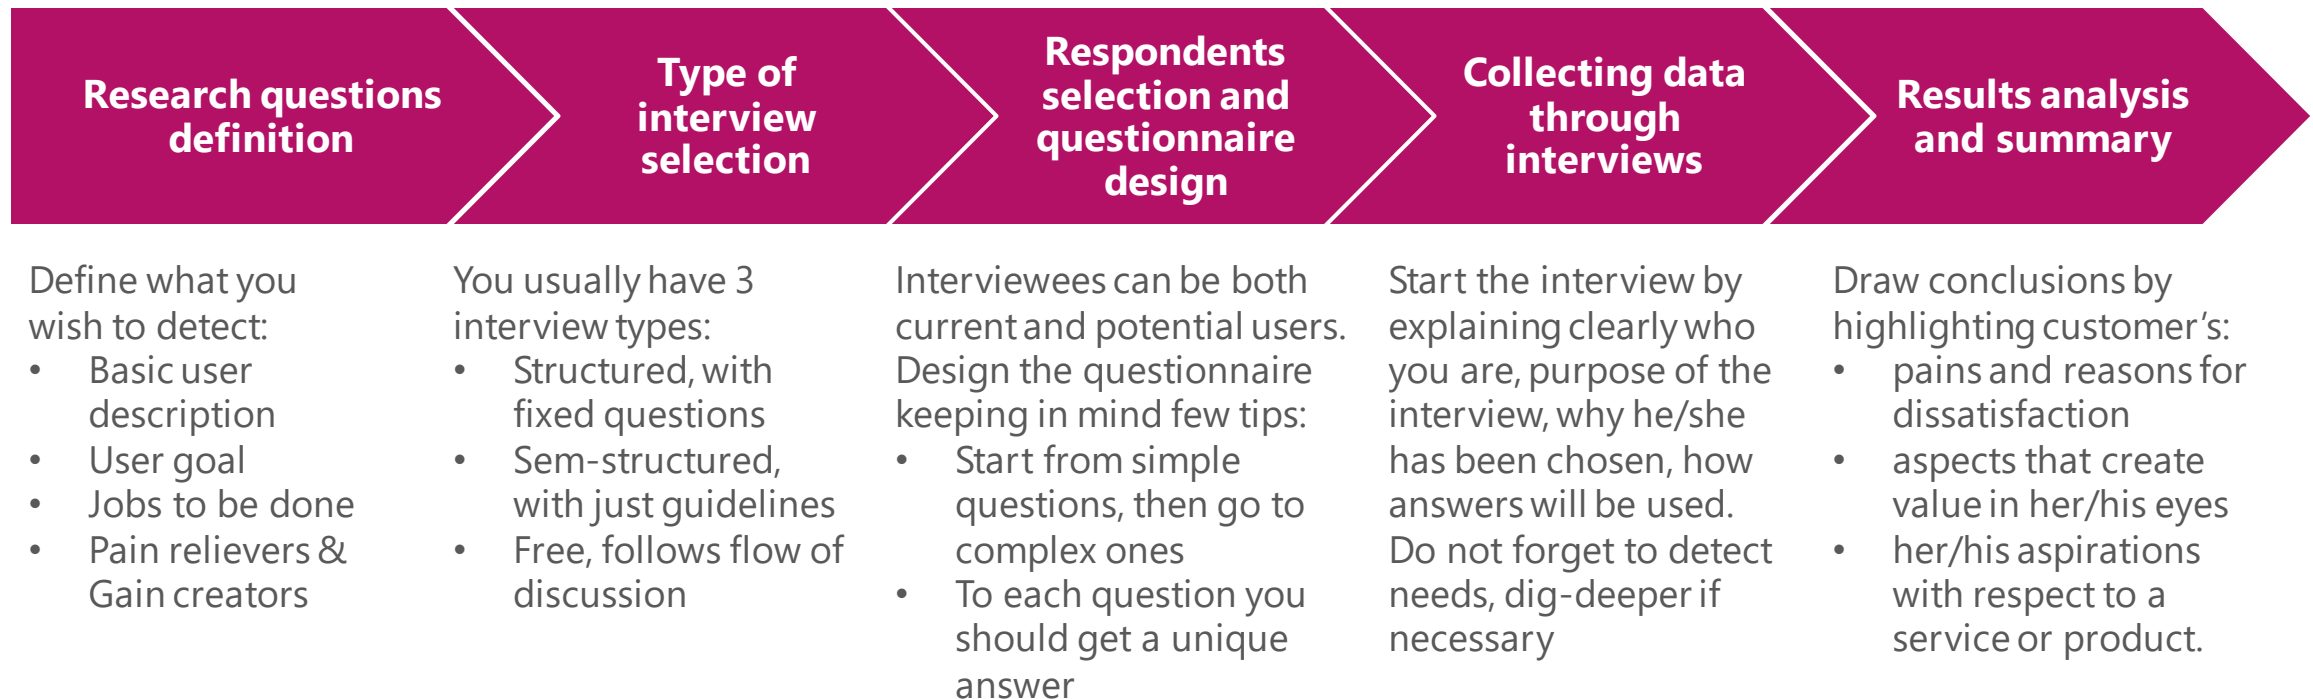 Research questions
definition
Type of
interview
selection
Respondents
selection and
questionnaire
design
Collecting data
through
interviews
Results analysis
and summary
Define what you
wish to detect:
• Basic user
description
• User goal
• Jobs to be done
• Pain relievers &
Gain creators
You usually have 3
interview types:
• Structured, with
fixed questions
• Sem-structured,
with just guidelines
• Free, follows flow of
discussion
Interviewees can be both
current and potential users.
Design the questionnaire
keeping in mind few tips:
• Start from simple
questions, then go to
complex ones
• To each question you
should get a unique
answer
Start the interview by
explaining clearly who
you are, purpose of the
interview, why he/she
has been chosen, how
answers will be used.
Do not forget to detect
needs, dig-deeper if
necessary
Draw conclusions by
highlighting customer’s:
• pains and reasons for
dissatisfaction
• aspects that create
value in her/his eyes
• her/his aspirations
with respect to a
service or product.